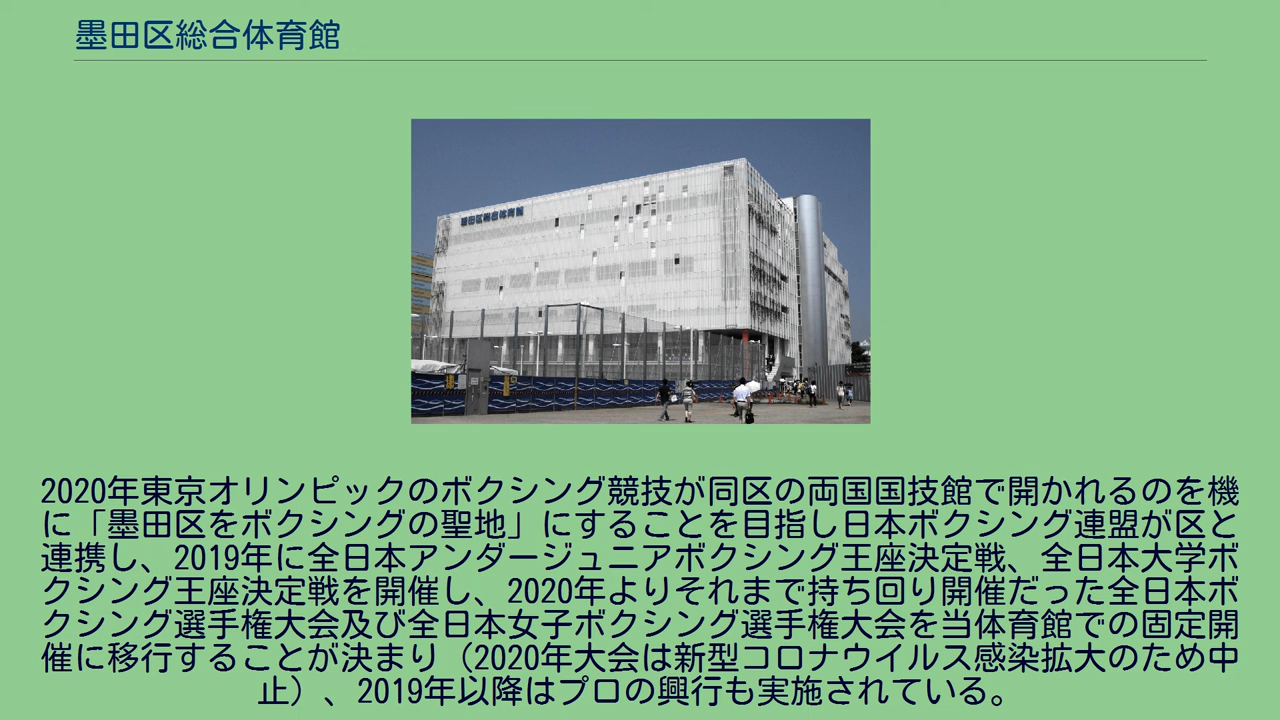 墨田区総合体育館
墨田区総合体育館
2020年東京オリンピックのボクシング競技が同区の両国国技館で開かれるのを機
に「墨田区をボクシングの聖地」にすることを目指し日本ボクシング連盟が区と
連携し、2019年に全日本アンダージュニアボクシング王座決定戦、全日本大学ボ
クシング王座決定戦を開催し、2020年よりそれまで持ち回り開催だった全日本ボ
クシング選手権大会及び全日本女子ボクシング選手権大会を当体育館での固定開
催に移行することが決まり（2020年大会は新型コロナウイルス感染拡大のため中
止）、2019年以降はプロの興行も実施されている。